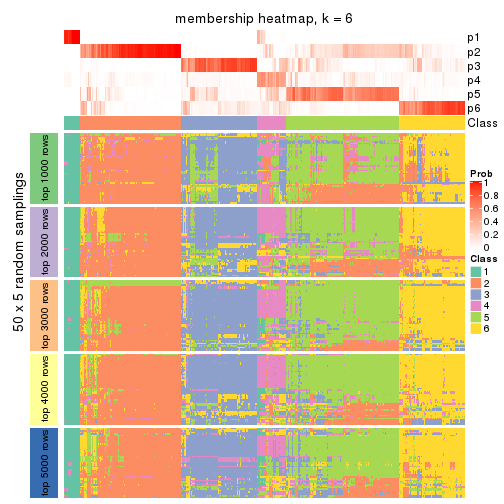 membership heatmap, k = 6
p1
p2
p3
p4
p5
p6
Class
50 x 5 random samplings
top 1000 rows
top 2000 rows
top 3000 rows
top 4000 rows
top 5000 rows
Prob
1
0.8
0.6
0.4
0.2
0
Class
1
2
3
4
5
6